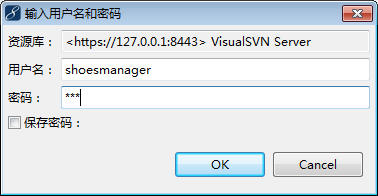 输入用户名和密码
资源库： <https://127.0.0.1:8443> VisualSVN Server
用户名： shoesmanager
密码： ***
保存密码：
OK Cancel